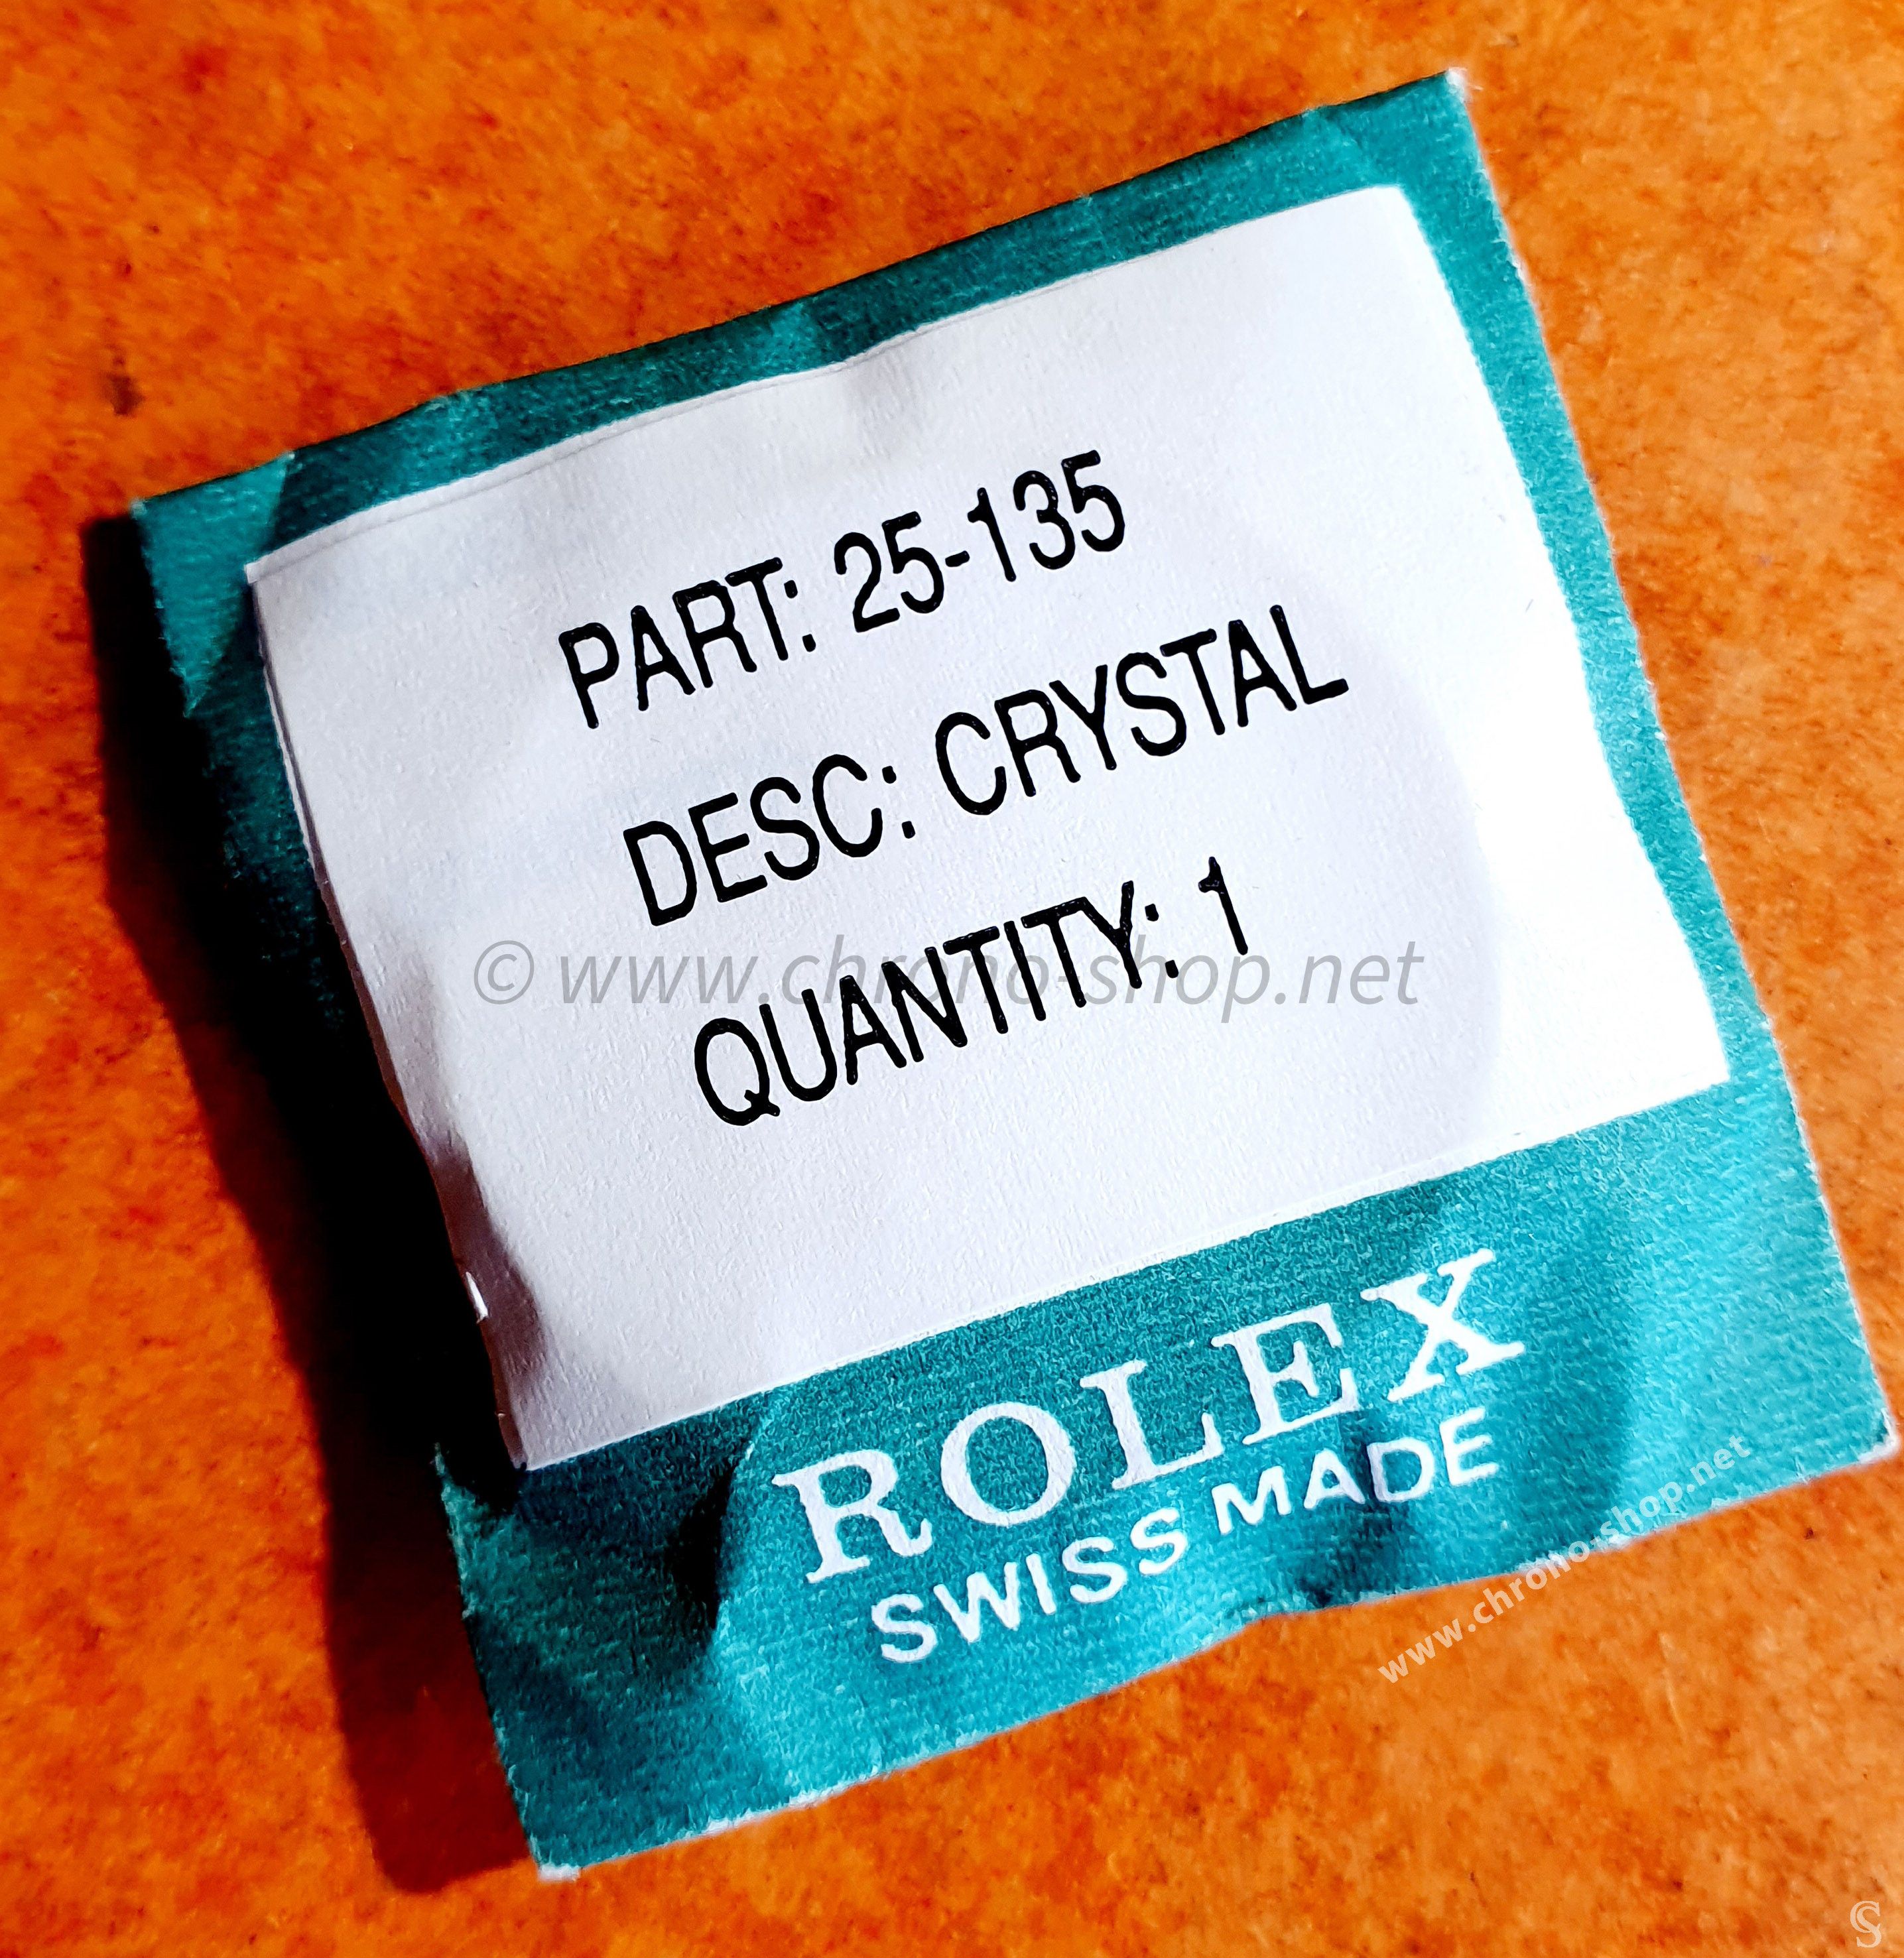 PART: 25-135
DESC: CRYSTAL
QUANTITY: 1
© www.chrono-shop.net
ROLEX
SWISS MADE
www.chrono-shop.net